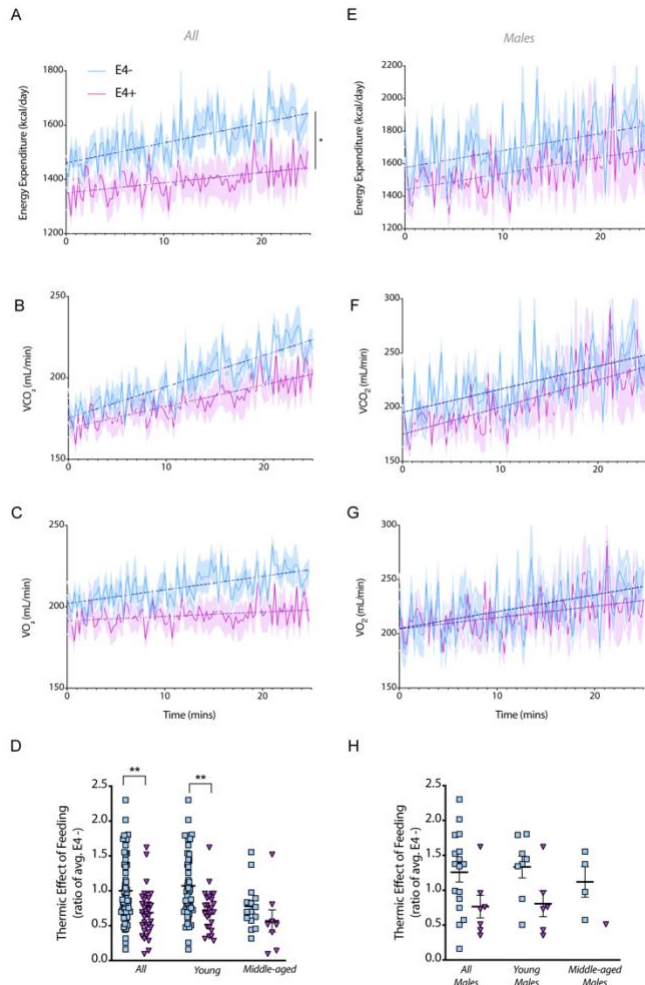 A
All
E4-
E4+
Energy Expenditure (kcal/day)
1800
1600
1400
1200
0
10
20
*
B
VCO₂ (mL/min)
250
200
150
0
10
20
C
VO₂ (mL/min)
250
200
150
0
10
20
Time (mins)
D
Thermic Effect of Feeding
(ratio of avg. E4 -)
2.5
2.0
1.5
1.0
0.5
0
**
**
All
Young
Middle-aged
E
Males
Energy Expenditure (kcal/day)
2200
2000
1800
1600
1400
1200
0
10
20
F
VCO₂ (mL/min)
300
250
200
150
0
10
20
G
VO₂ (mL/min)
300
250
200
150
0
10
20
Time (mins)
H
Thermic Effect of Feeding
(ratio of avg. E4 -)
2.5
2.0
1.5
1.0
0.5
0
All
Males
Young
Males
Middle-aged
Males